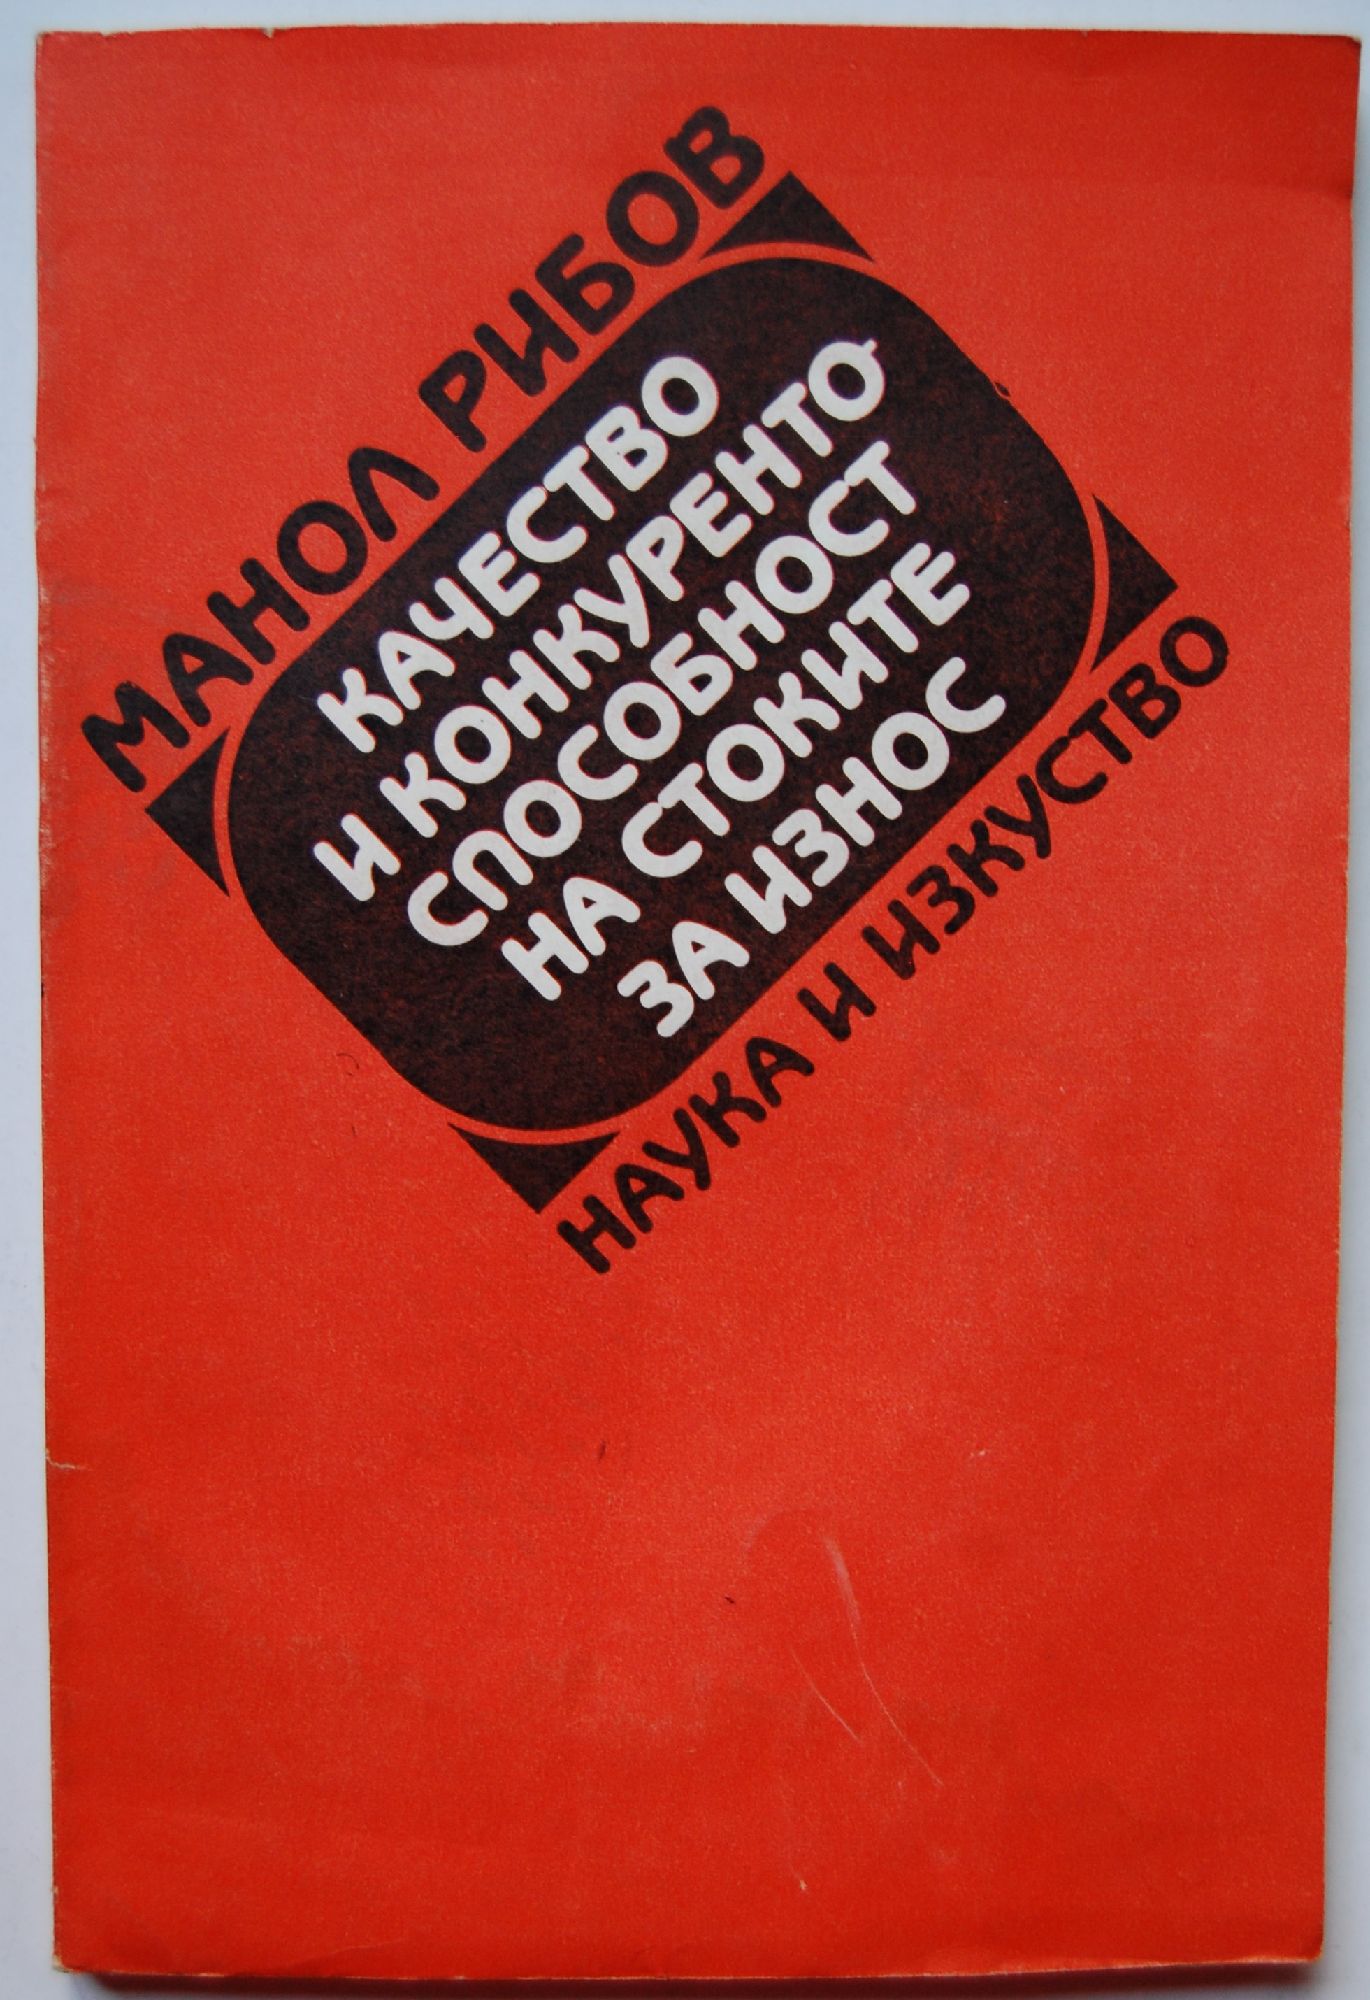 МАНОЛ РИБОВ
КАЧЕСТВО
И КОНКУРЕНТО-
СПОСОБНОСТ
НА СТОКИТЕ
ЗА ИЗНОС
НАУКА И ИЗКУСТВО